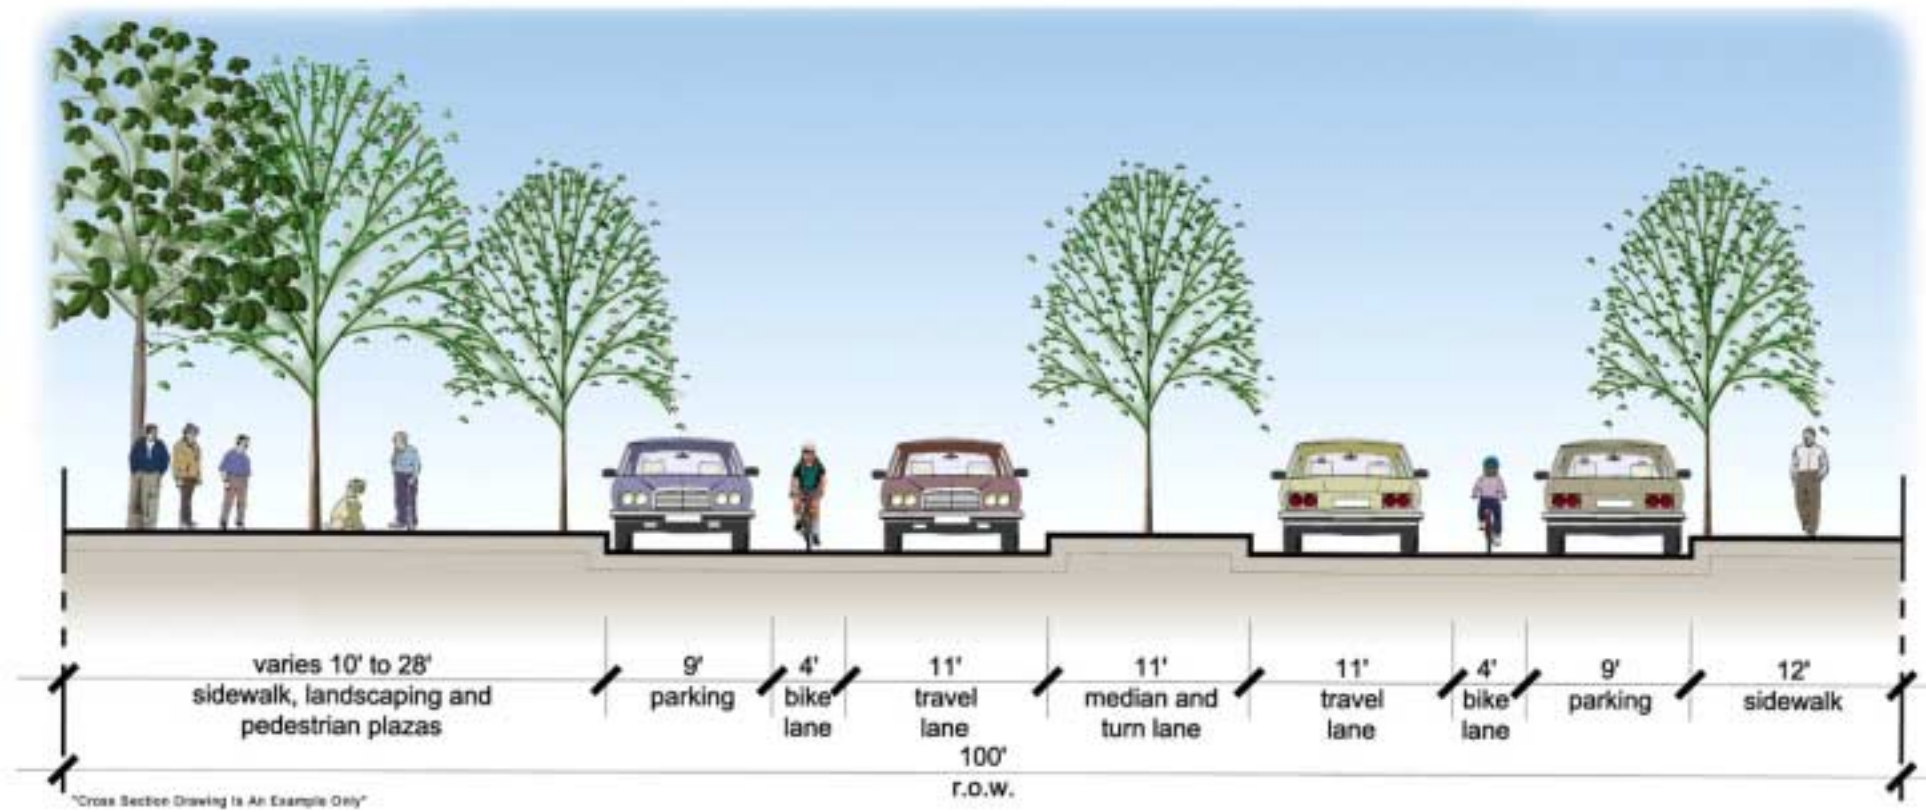 varies 10' to 28'
sidewalk, landscaping and
pedestrian plazas
9'
parking
4'
bike
lane
11'
travel
lane
11'
median and
turn lane
11'
travel
lane
4'
bike
lane
9'
parking
12'
sidewalk
100'
r.o.w.
"Cross Section Drawing Is An Example Only"